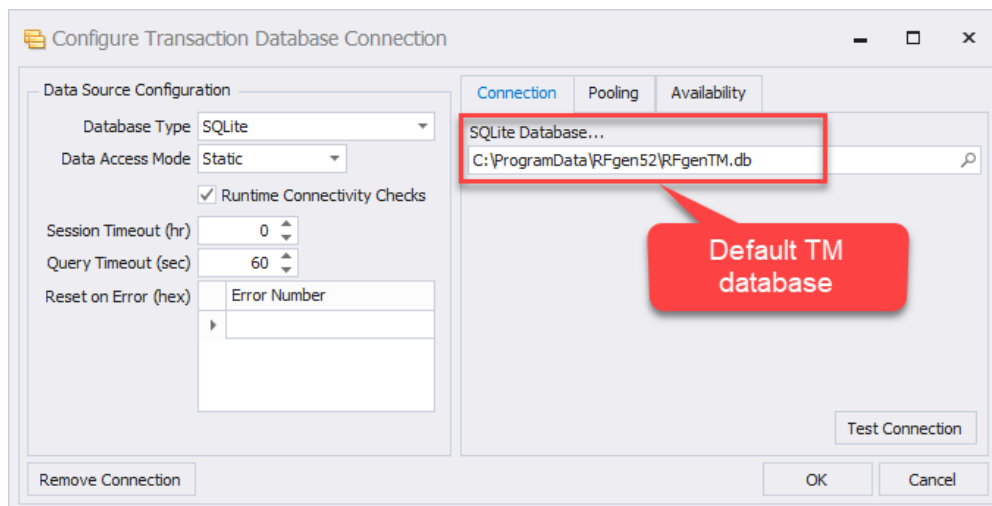 Configure Transaction Database Connection
Data Source Configuration
Database Type SQLite
Data Access Mode Static
Runtime Connectivity Checks
Session Timeout (hr) 0
Query Timeout (sec) 60
Reset on Error (hex) Error Number
Connection Pooling Availability
SQLite Database...
C:\ProgramData\RFgen52\RFgenTM.db
Default TM
database
Test Connection
Remove Connection
OK Cancel